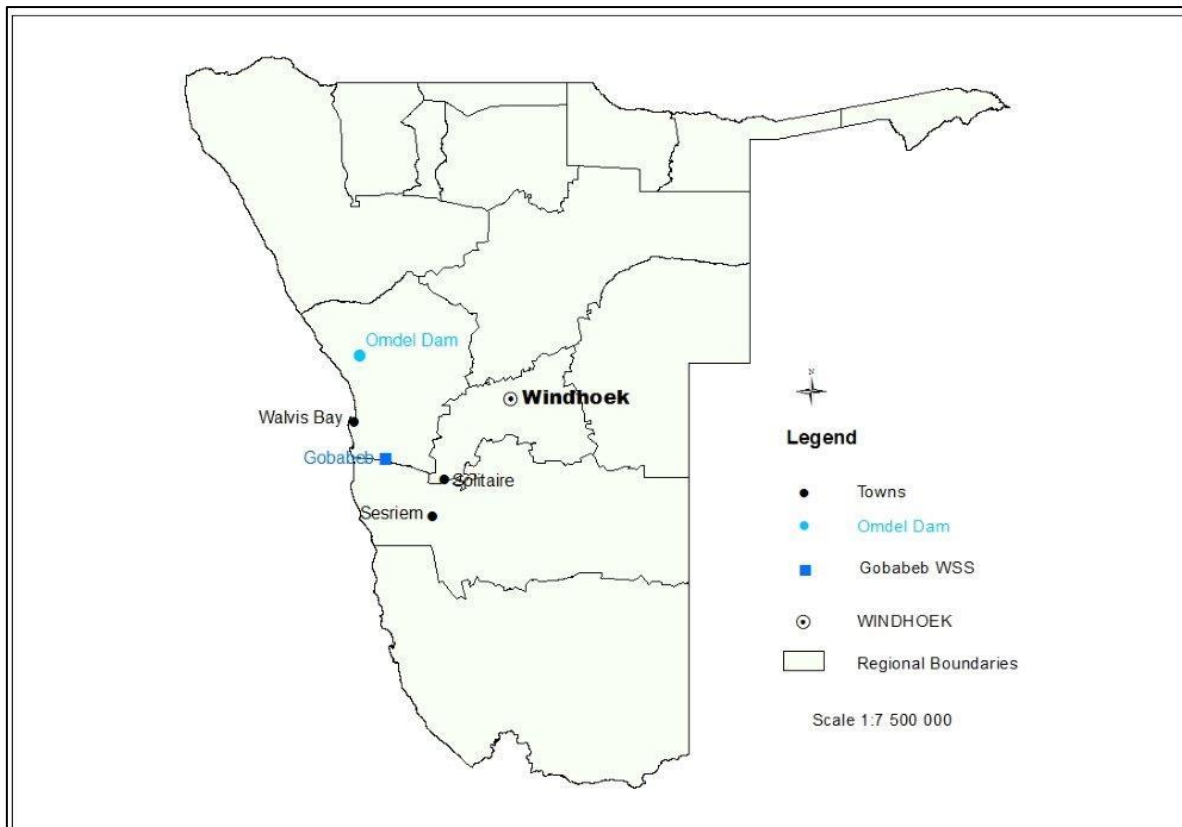 Omdel Dam
Windhoek
Walvis Bay
Gobabeb
Solitaire
Sesriem
N
Legend
Towns
Omdel Dam
Gobabeb WSS
WINDHOEK
Regional Boundaries
Scale 1:7 500 000